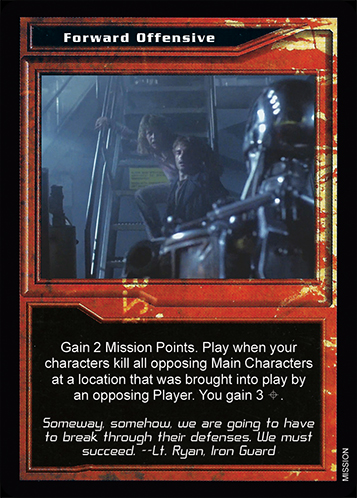 Forward Offensive
Gain 2 Mission Points. Play when your
characters kill all opposing Main Characters
at a location that was brought into play by
an opposing Player. You gain 3 ⌖.
Someway, somehow, we are going to have
to break through their defenses. We must
succeed. --Lt. Ryan, Iron Guard
MISSION